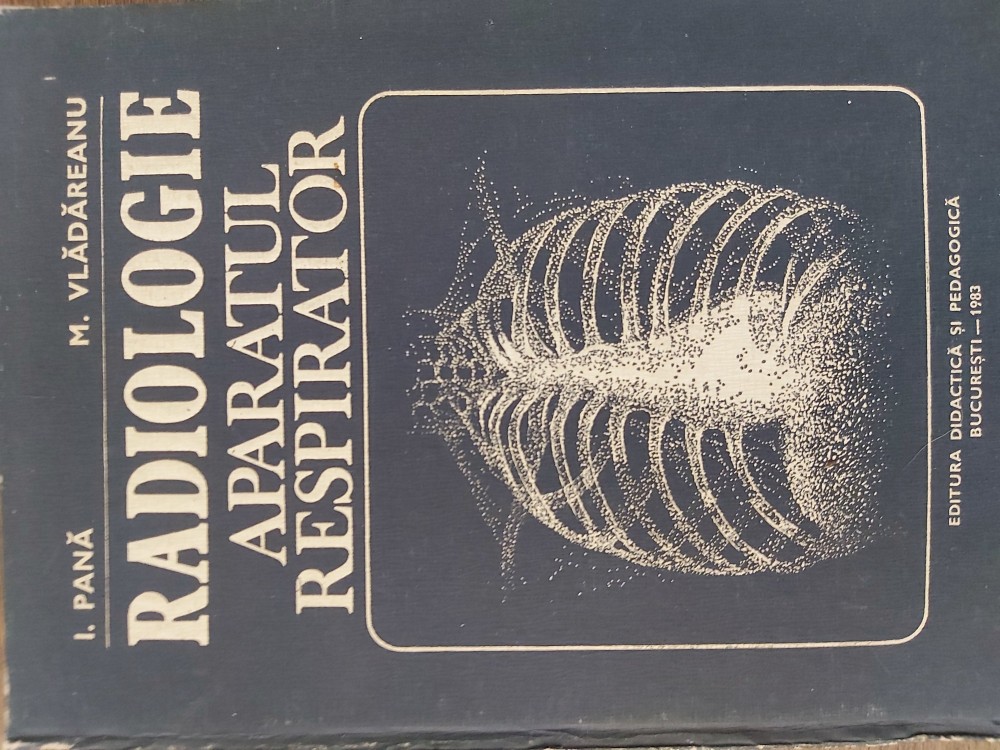 I. PANĂ M. VLĂDĂREANU
RADIOLOGIE
APARATUL
RESPIRATOR
EDITURA DIDACTICĂ ȘI PEDAGOGICĂ
BUCUREȘTI — 1983